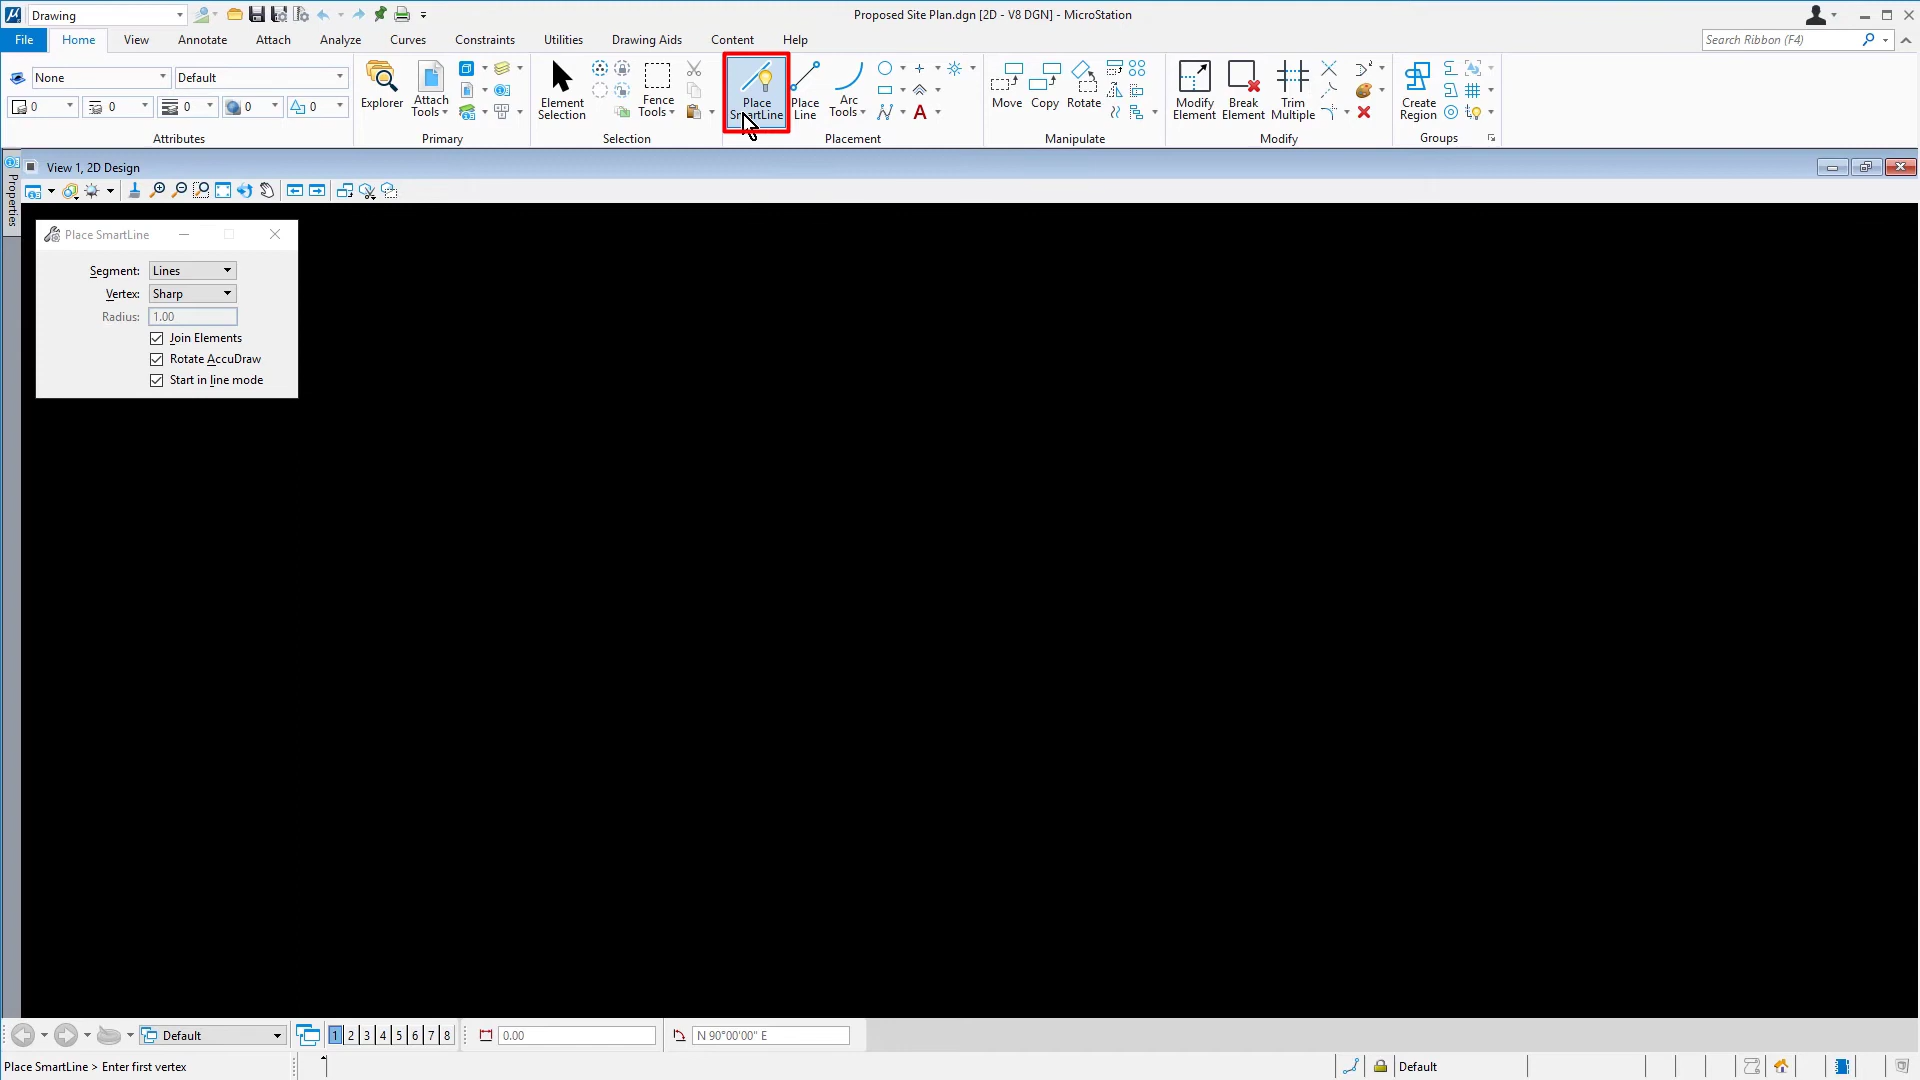 Drawing
Proposed Site Plan.dgn [2D - V8 DGN] - MicroStation
File Home View Annotate Attach Analyze Curves Constraints Utilities Drawing Aids Content Help
Search Ribbon (F4)
None Default
0 0 0 0 0
Attributes
Explorer
Attach Tools
Primary
Element Selection
Fence Tools
Selection
Place SmartLine
Place Line
Arc Tools
Placement
Move Copy Rotate
Manipulate
Modify Element
Break Element
Trim Multiple
Modify
Create Region
Groups
Properties
View 1, 2D Design
Place SmartLine
Segment: Lines
Vertex: Sharp
Radius: 1.00
Join Elements
Rotate AccuDraw
Start in line mode
Default
1 2 3 4 5 6 7 8
0.00
N 90°00'00" E
Place SmartLine > Enter first vertex
Default